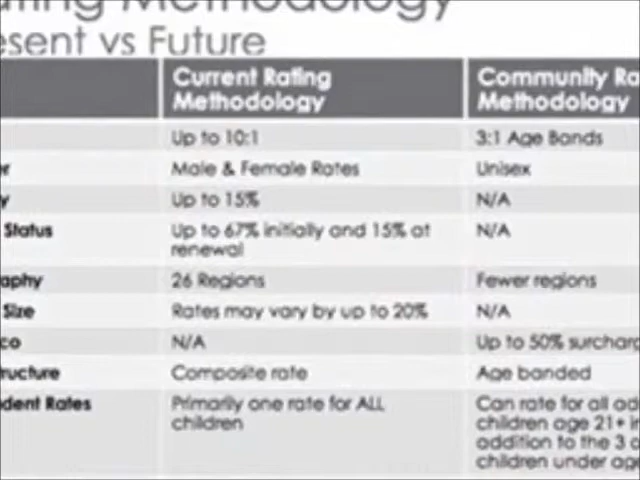 ating Methodology
esent vs Future
Current Rating Community Ra
Methodology Methodology
Up to 10:1 3:1 Age Bands
r Male & Female Rates Unisex
y Up to 15% N/A
Status Up to 67% initially and 15% at N/A
renewal
aphy 26 Regions Fewer regions
Size Rates may vary by up to 20% N/A
co N/A Up to 50% surcharg
ructure Composite rate Age banded
dent Rates Primarily one rate for ALL Can rate for all ad
children children age 21+ i
addition to the 3
children under ag